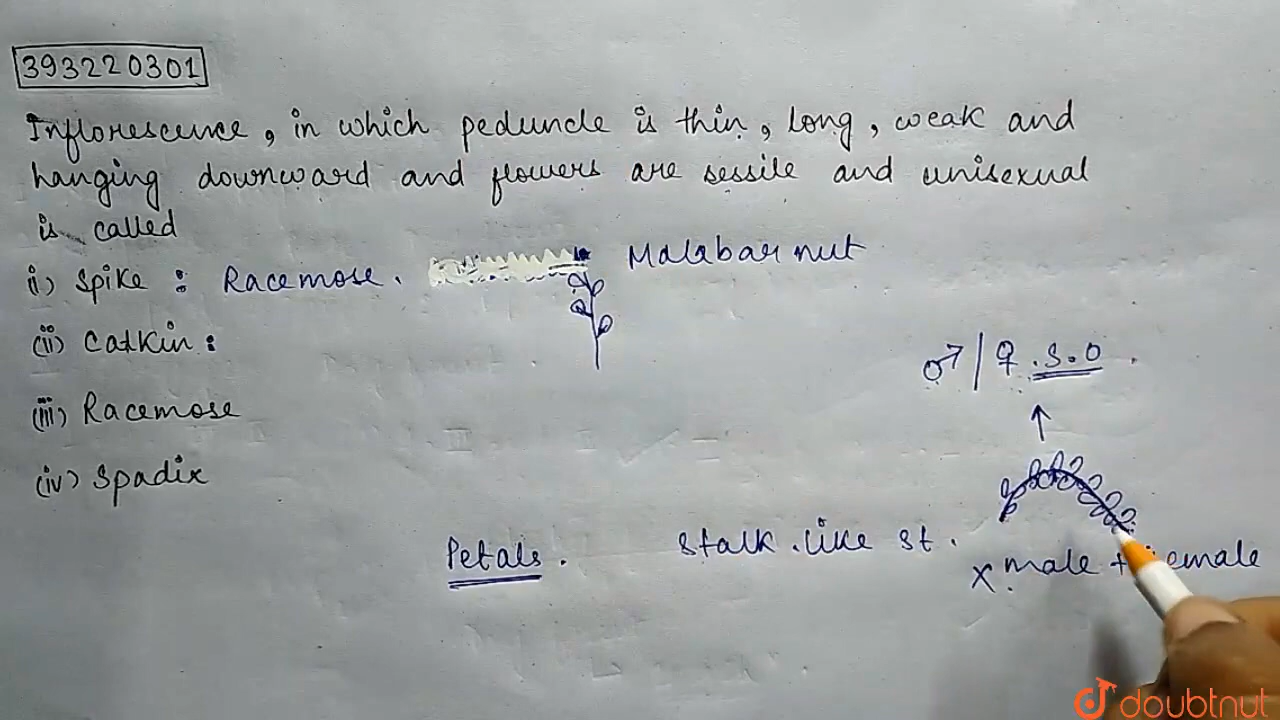 393220301
Inflorescence, in which peduncle is thin, long, weak and
hanging downward and flowers are sessile and unisexual
is called
(i) Spike : Racemose. Malabar nut
(ii) Catkin :
♂ / ♀ .s.o
(iii) Racemose
(iv) Spadix
Petals. Stalk.like st.
x male + female
doubtnut